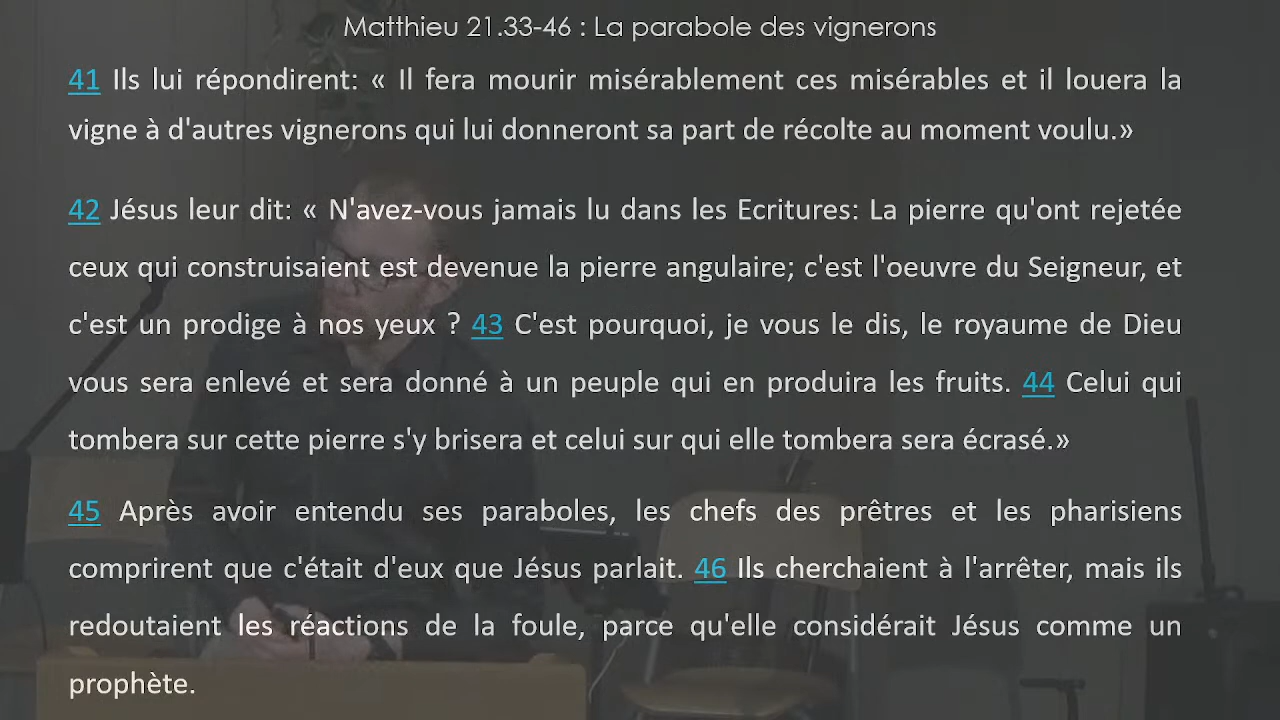 Matthieu 21.33-46 : La parabole des vignerons
41 Ils lui répondirent: « Il fera mourir misérablement ces misérables et il louera la
vigne à d'autres vignerons qui lui donneront sa part de récolte au moment voulu.»
42 Jésus leur dit: « N'avez-vous jamais lu dans les Ecritures: La pierre qu'ont rejetée
ceux qui construisaient est devenue la pierre angulaire; c'est l'oeuvre du Seigneur, et
c'est un prodige à nos yeux ? 43 C'est pourquoi, je vous le dis, le royaume de Dieu
vous sera enlevé et sera donné à un peuple qui en produira les fruits. 44 Celui qui
tombera sur cette pierre s'y brisera et celui sur qui elle tombera sera écrasé.»
45 Après avoir entendu ses paraboles, les chefs des prêtres et les pharisiens
comprirent que c'était d'eux que Jésus parlait. 46 Ils cherchaient à l'arrêter, mais ils
redoutaient les réactions de la foule, parce qu'elle considérait Jésus comme un
prophète.